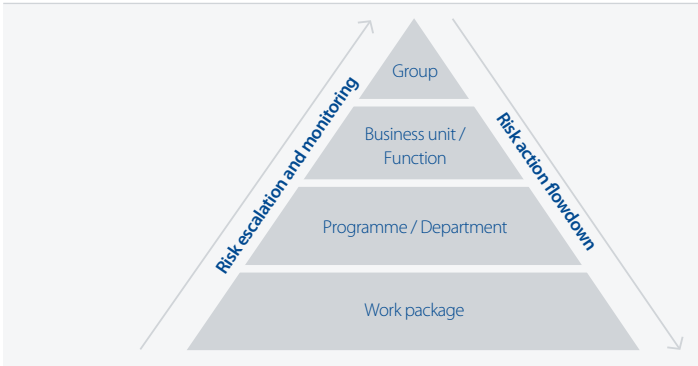 Group
Risk escalation and monitoring
Business unit /
Function
Risk action flowdown
Programme / Department
Work package